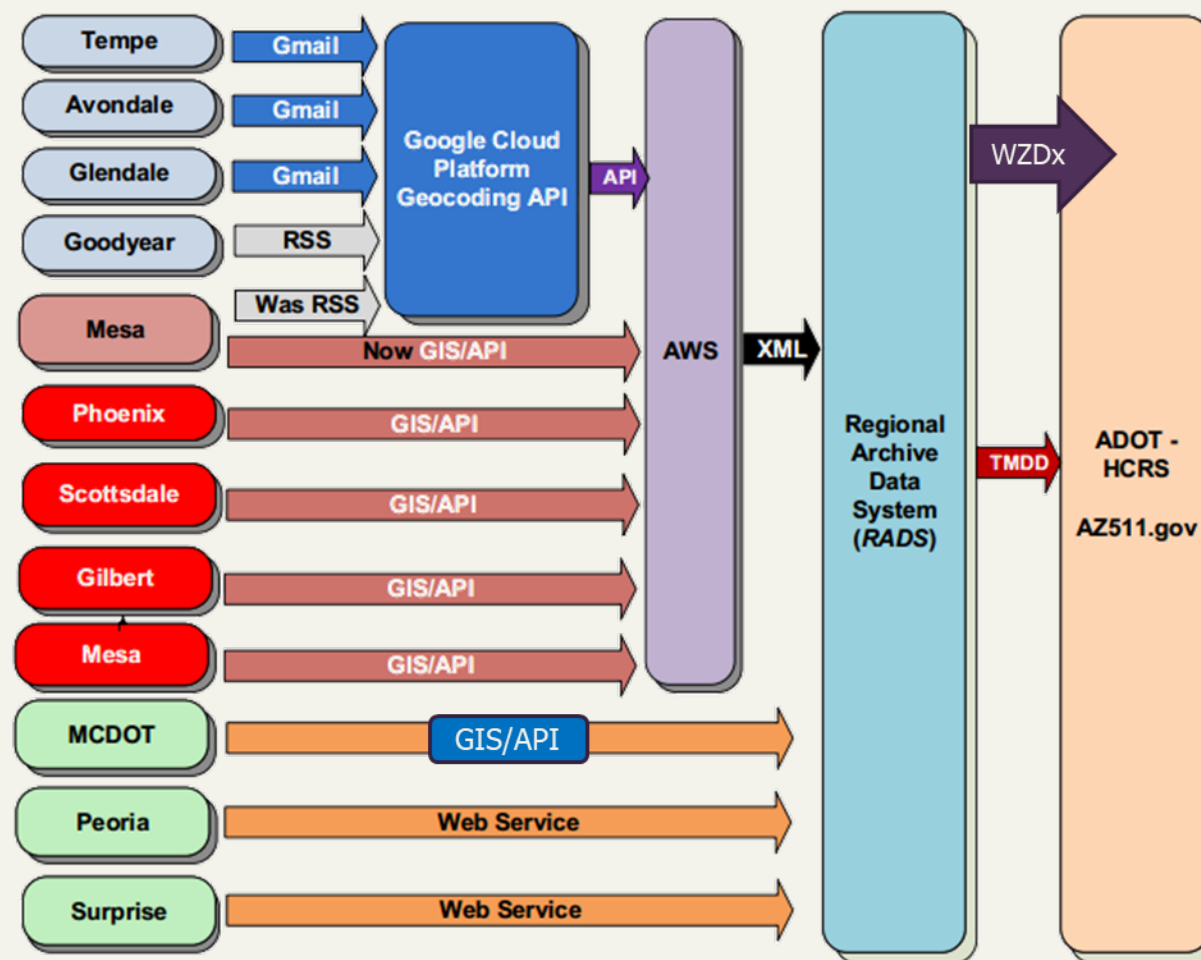 Tempe
Gmail
Avondale
Gmail
Glendale
Gmail
Goodyear
RSS
Was RSS
Mesa
Now GIS/API
Phoenix
GIS/API
Scottsdale
GIS/API
Gilbert
GIS/API
Mesa
GIS/API
MCDOT
GIS/API
Peoria
Web Service
Surprise
Web Service
Google Cloud
Platform
Geocoding API
API
AWS
XML
Regional
Archive
Data
System
(RADS)
WZDx
TMDD
ADOT -
HCRS
AZ511.gov